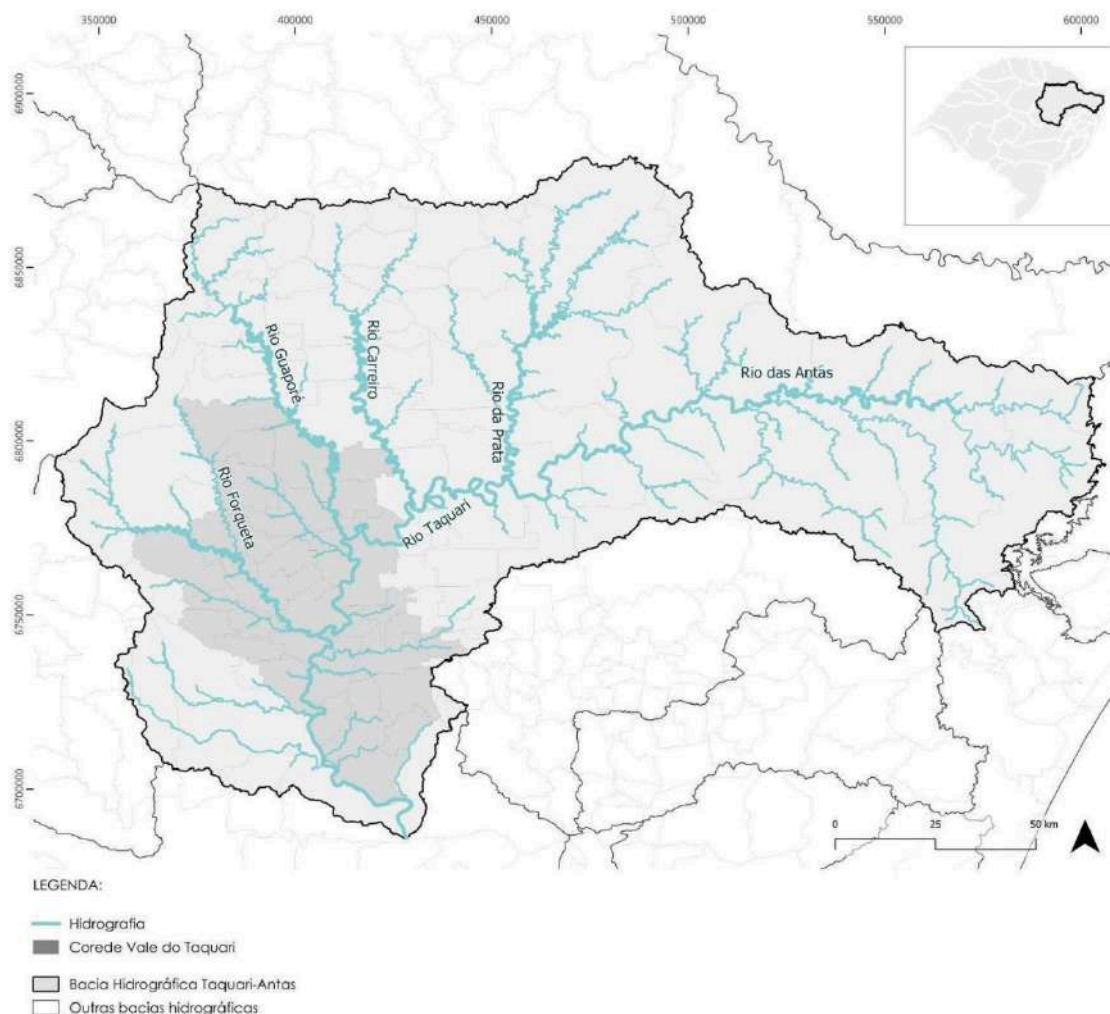 350000
400000
450000
500000
550000
600000
6900000
6850000
6800000
6750000
6700000
Rio Guaporé
Rio Carreiro
Rio da Prata
Rio das Antas
Rio Forqueta
Rio Taquari
0 25 50 km
LEGENDA:
Hidrografia
Corede Vale do Taquari
Bacia Hidrográfica Taquari-Antas
Outras bacias hidrográficas